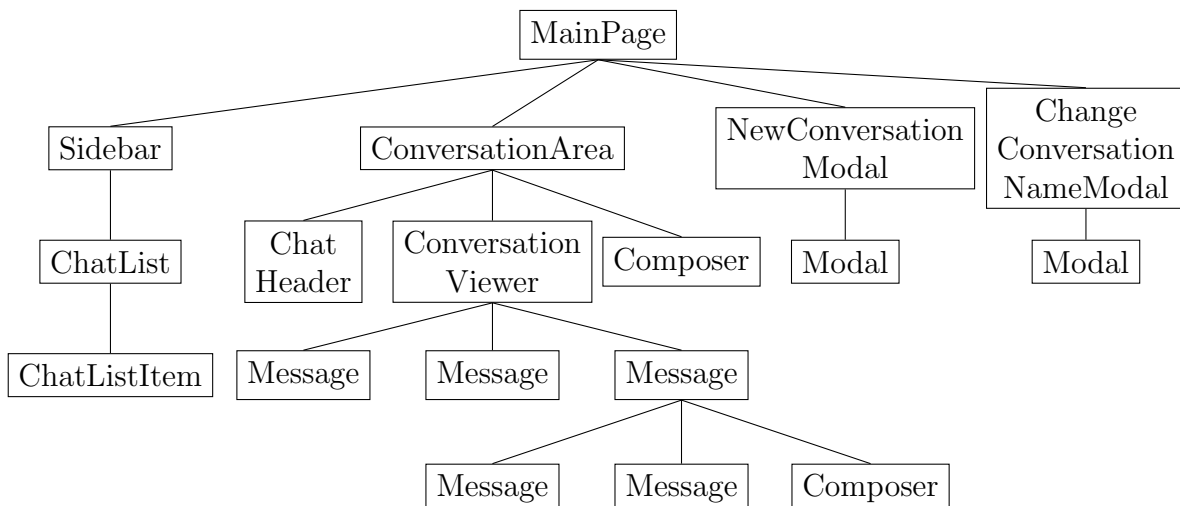 MainPage
Sidebar
ConversationArea
NewConversation
Modal
Change
Conversation
NameModal
ChatList
Chat
Header
Conversation
Viewer
Composer
Modal
Modal
ChatListItem
Message
Message
Message
Message
Message
Composer